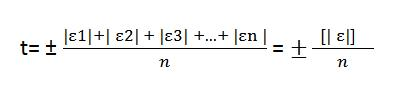 t= ± |ε1|+| ε2| + |ε3| +...+ |εn | / n = ± [| ε|] / n